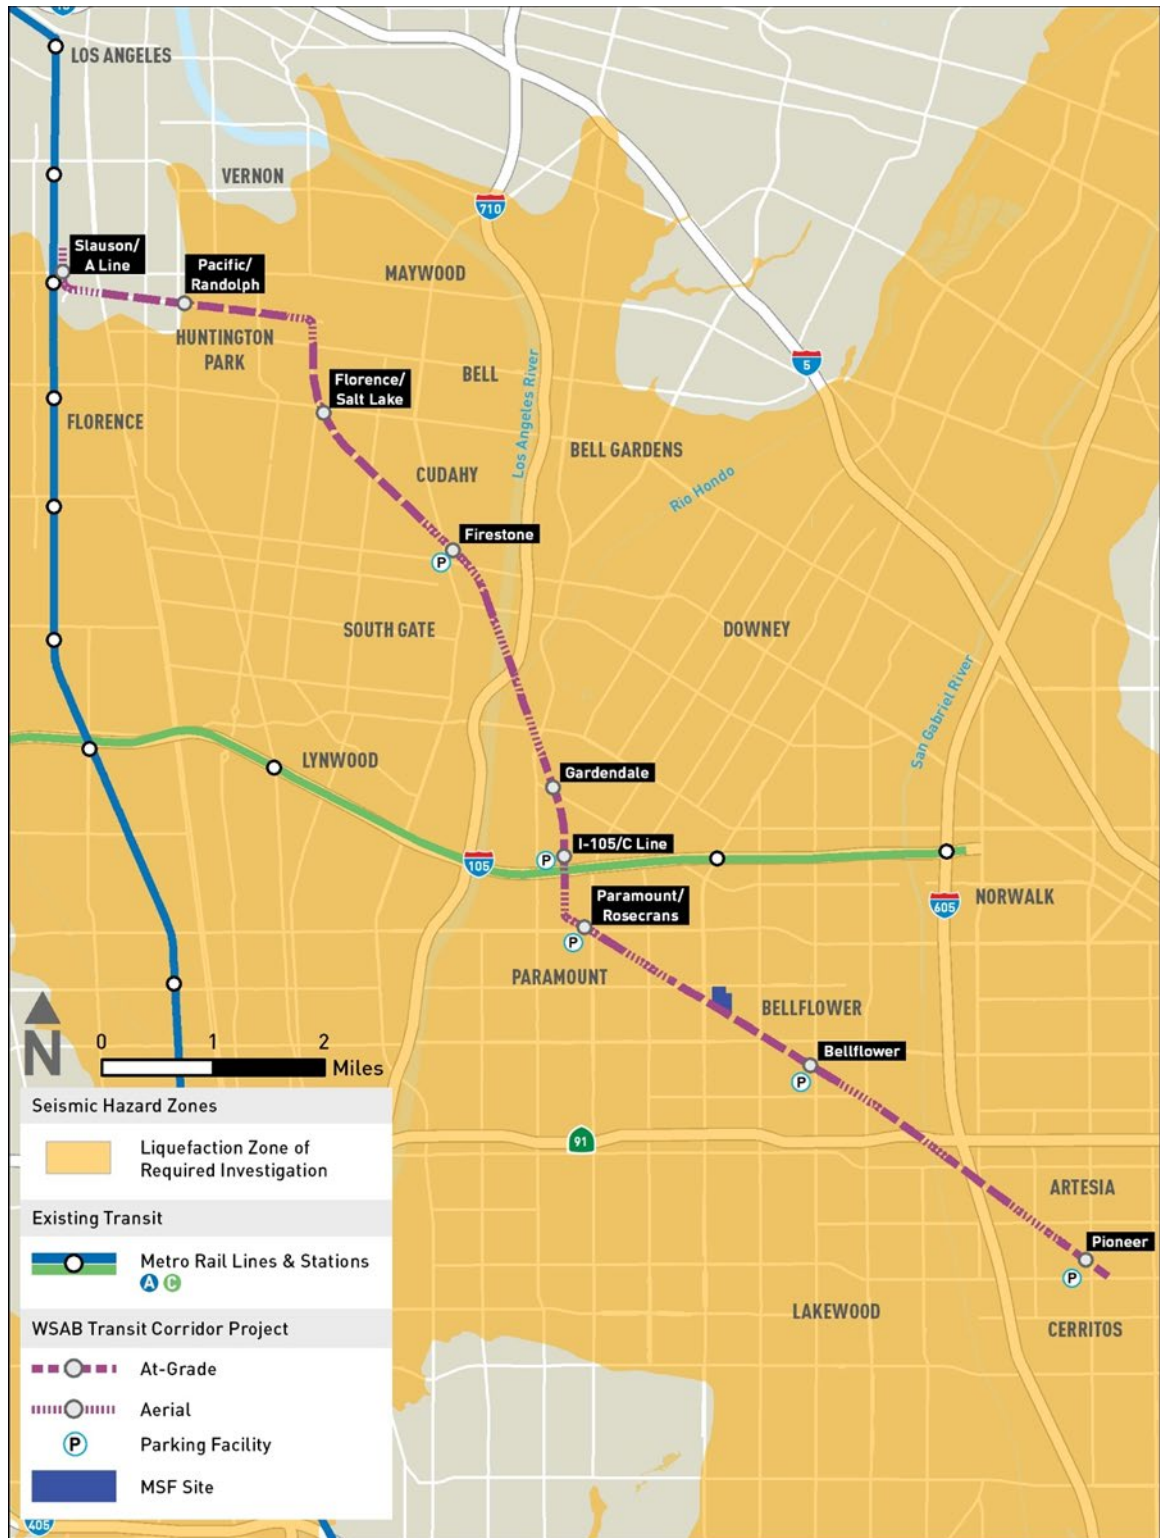 10
LOS ANGELES
VERNON
710
Slauson/
A Line
Pacific/
Randolph
MAYWOOD
HUNTINGTON
PARK
5
Florence/
Salt Lake
BELL
Los Angeles River
FLORENCE
BELL GARDENS
CUDAHY
Rio Hondo
Firestone
P
SOUTH GATE
DOWNEY
San Gabriel River
LYNWOOD
Gardendale
I-105/C Line
P
105
Paramount/
Rosecrans
NORWALK
605
P
PARAMOUNT
BELLFLOWER
N
0 1 2
Miles
Bellflower
P
91
ARTESIA
Pioneer
P
LAKEWOOD
CERRITOS
Seismic Hazard Zones
Liquefaction Zone of
Required Investigation
Existing Transit
Metro Rail Lines & Stations
A C
WSAB Transit Corridor Project
At-Grade
Aerial
P Parking Facility
MSF Site
405